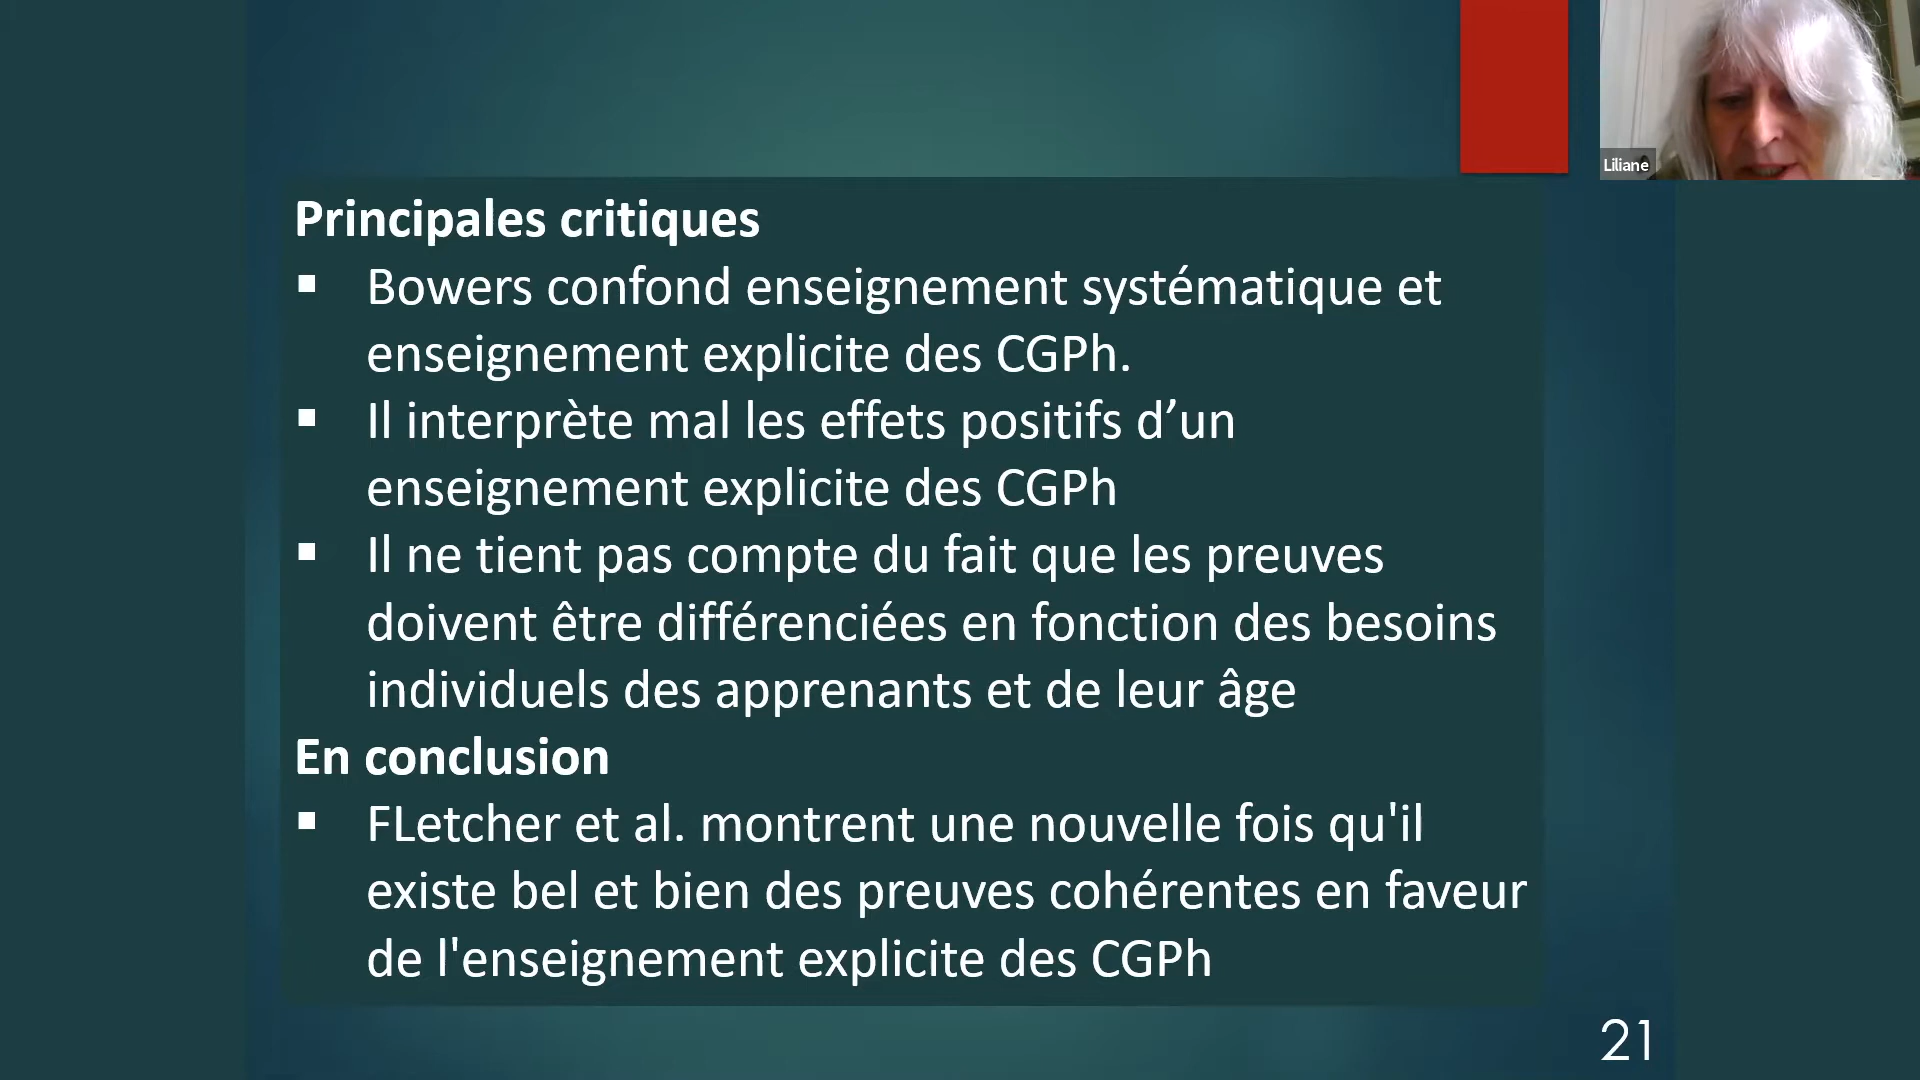 Liliane
Principales critiques
▪ Bowers confond enseignement systématique et
enseignement explicite des CGPh.
▪ Il interprète mal les effets positifs d’un
enseignement explicite des CGPh
▪ Il ne tient pas compte du fait que les preuves
doivent être différenciées en fonction des besoins
individuels des apprenants et de leur âge
En conclusion
▪ FLetcher et al. montrent une nouvelle fois qu'il
existe bel et bien des preuves cohérentes en faveur
de l'enseignement explicite des CGPh
21